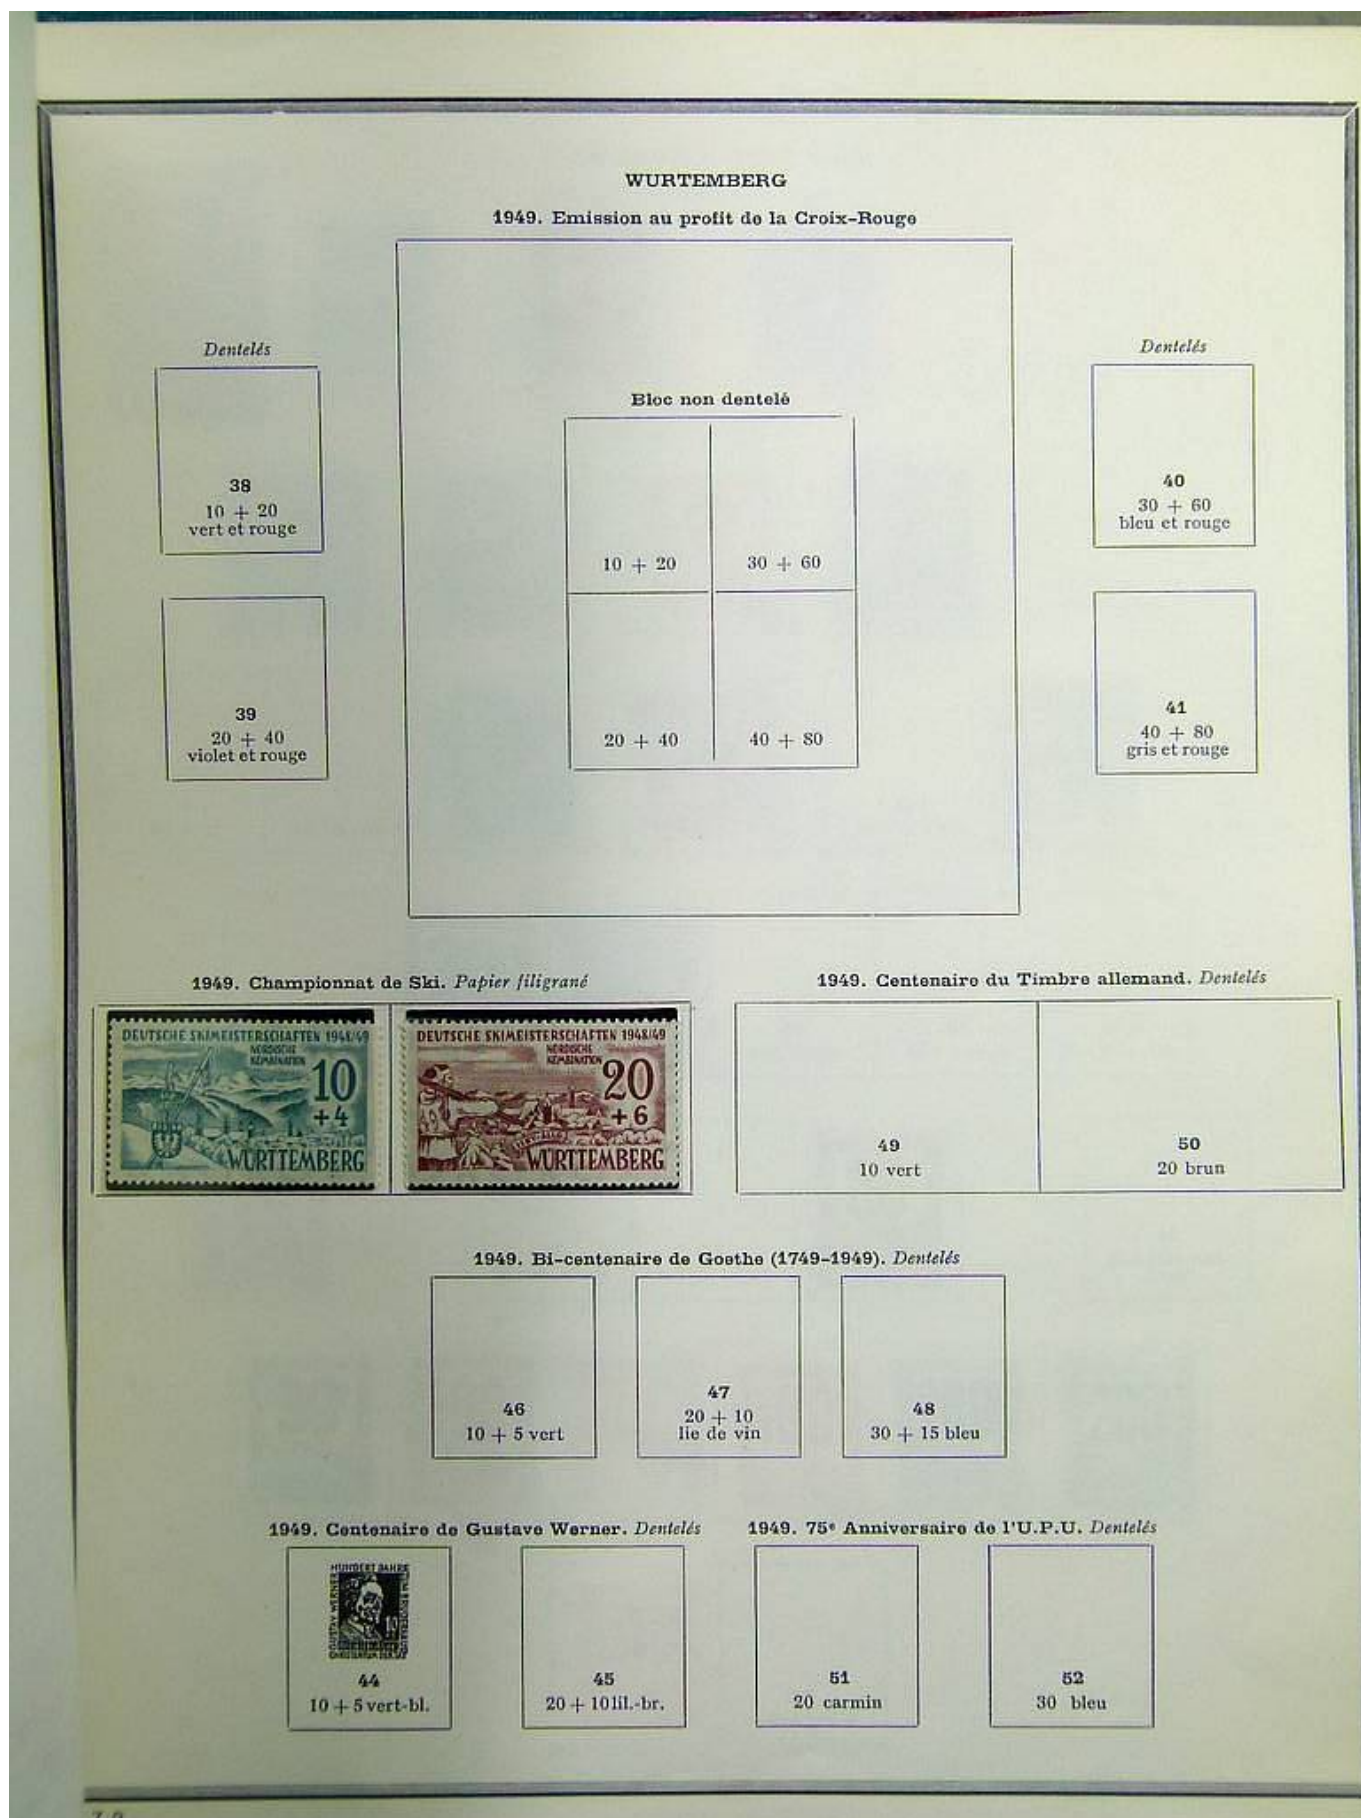 WURTEMBERG
1949. Emission au profit de la Croix-Rouge
Dentelés
38
10 + 20
vert et rouge
39
20 + 40
violet et rouge
Bloc non dentelé
10 + 20
30 + 60
20 + 40
40 + 80
Dentelés
40
30 + 60
bleu et rouge
41
40 + 80
gris et rouge
1949. Championnat de Ski. Papier filigrané
DEUTSCHE SKIMEISTERSCHAFTEN 1948/49
NORDISCHE
KOMBINATION
10
+4
WÜRTTEMBERG
DEUTSCHE SKIMEISTERSCHAFTEN 1948/49
NORDISCHE
KOMBINATION
20
+6
WÜRTTEMBERG
1949. Centenaire du Timbre allemand. Dentelés
49
10 vert
50
20 brun
1949. Bi-centenaire de Goethe (1749-1949). Dentelés
46
10 + 5 vert
47
20 + 10
lie de vin
48
30 + 15 bleu
1949. Centenaire de Gustave Werner. Dentelés
HUNDERT JAHRE
GUSTAV WERNER
10
44
10 + 5 vert-bl.
45
20 + 10 lil.-br.
1949. 75e Anniversaire de l'U.P.U. Dentelés
51
20 carmin
52
30 bleu